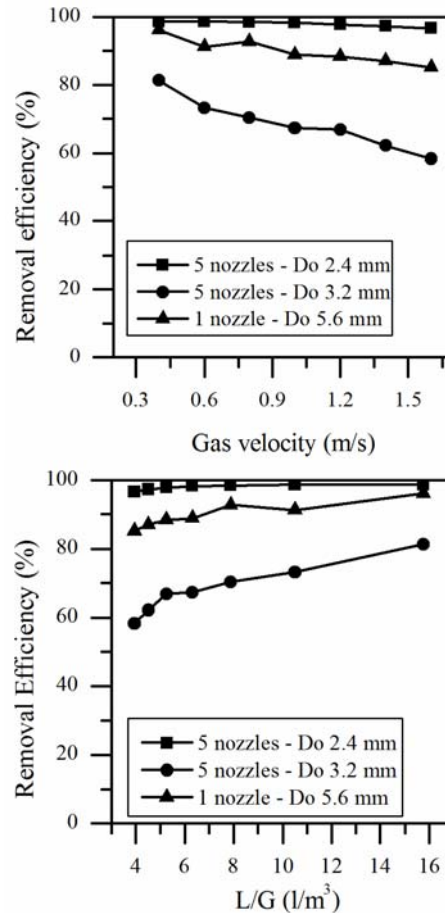 100
80
60
40
20
0
Removal efficiency (%)
5 nozzles - Do 2.4 mm
5 nozzles - Do 3.2 mm
1 nozzle - Do 5.6 mm
0.3 0.6 0.9 1.2 1.5
Gas velocity (m/s)
100
80
60
40
20
0
Removal Efficiency (%)
5 nozzles - Do 2.4 mm
5 nozzles - Do 3.2 mm
1 nozzle - Do 5.6 mm
4 6 8 10 12 14 16
L/G (l/m³)